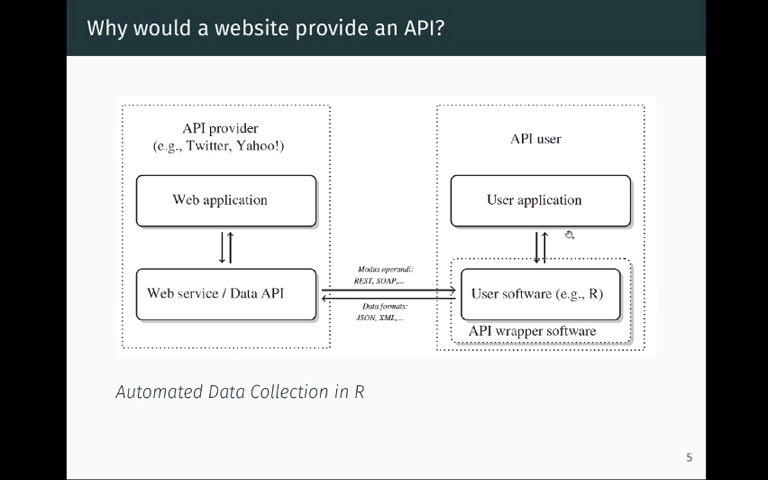 Why would a website provide an API?
API provider
(e.g., Twitter, Yahoo!)
Web application
Web service / Data API
Modus operandi:
REST, SOAP,...
Data formats:
JSON, XML,...
API user
User application
User software (e.g., R)
API wrapper software
Automated Data Collection in R
5